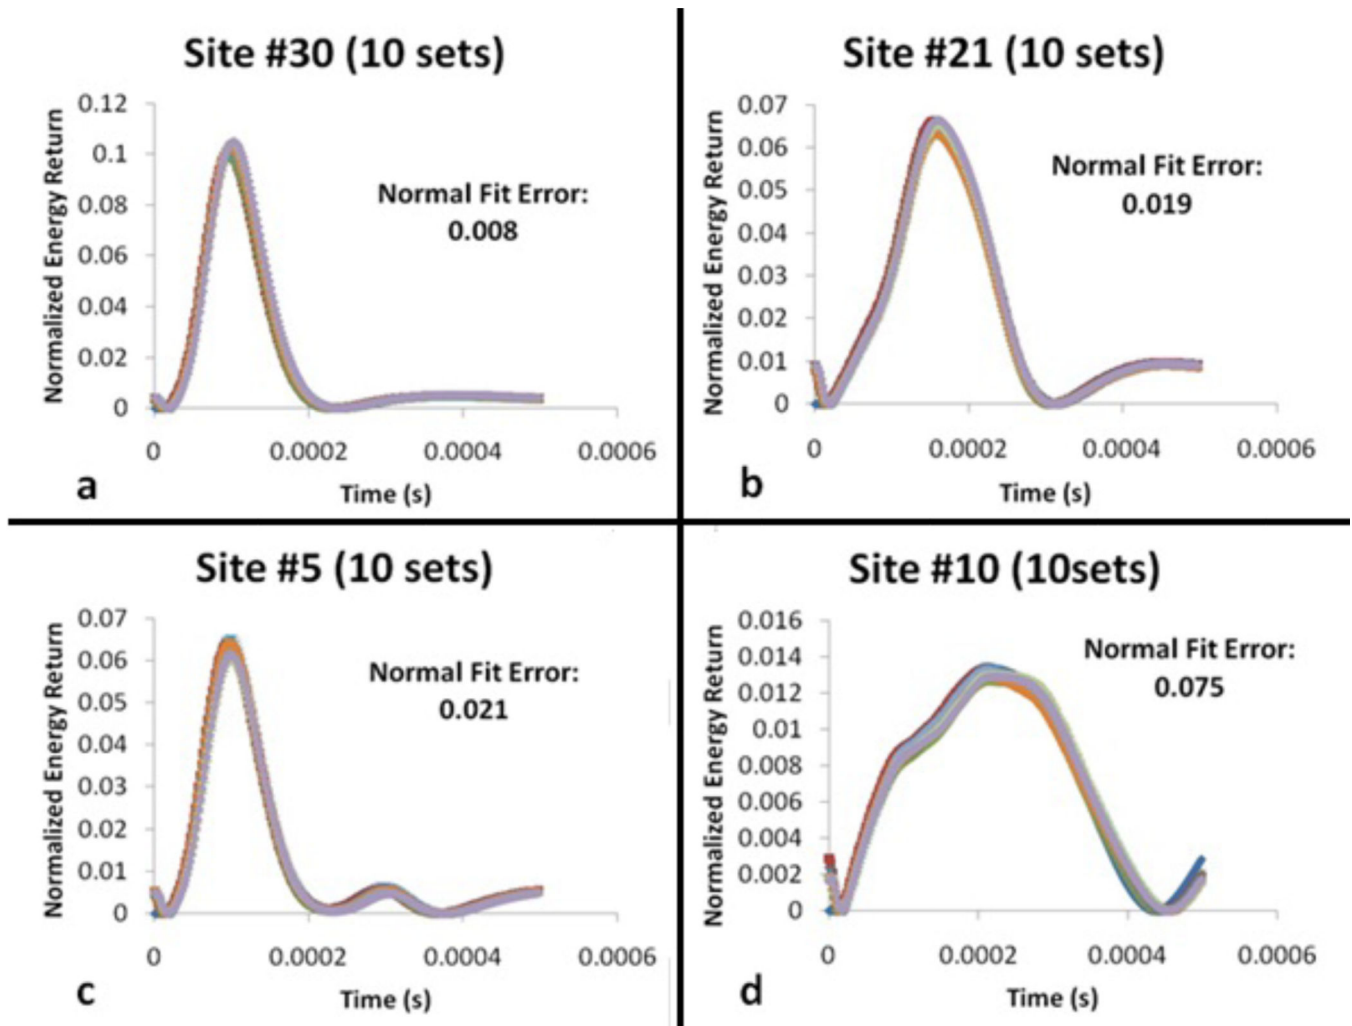 Site #30 (10 sets)
Normalized Energy Return
0.12
0.1
0.08
0.06
0.04
0.02
0
Normal Fit Error:
0.008
0 0.0002 0.0004 0.0006
Time (s)
a
Site #21 (10 sets)
Normalized Energy Return
0.07
0.06
0.05
0.04
0.03
0.02
0.01
0
Normal Fit Error:
0.019
0 0.0002 0.0004 0.0006
Time (s)
b
Site #5 (10 sets)
Normalized Energy Return
0.07
0.06
0.05
0.04
0.03
0.02
0.01
0
Normal Fit Error:
0.021
0 0.0002 0.0004 0.0006
Time (s)
c
Site #10 (10sets)
Normalized Energy Return
0.016
0.014
0.012
0.01
0.008
0.006
0.004
0.002
0
Normal Fit Error:
0.075
0 0.0002 0.0004 0.0006
Time (s)
d